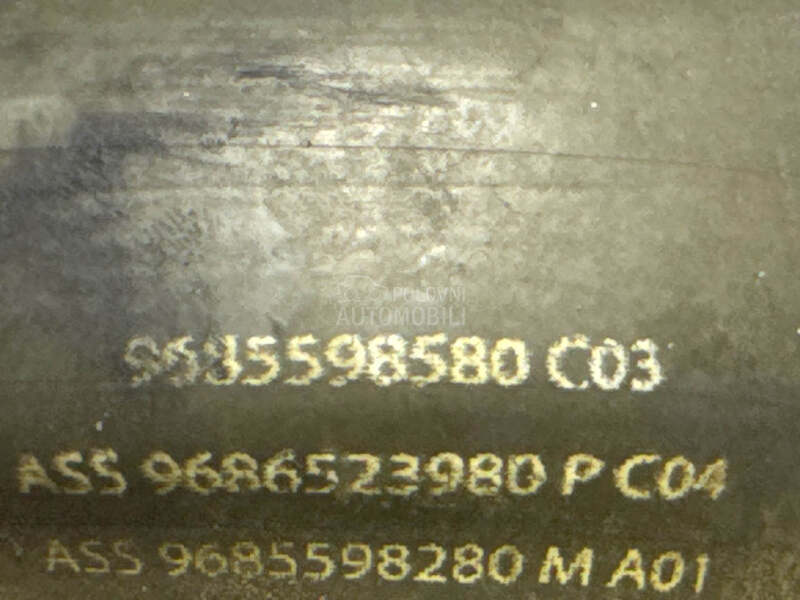 POLOVNI
AUTOMOBILI
9685598580 C03
ASS 9686523980 P C04
ASS 9685598280 M A01